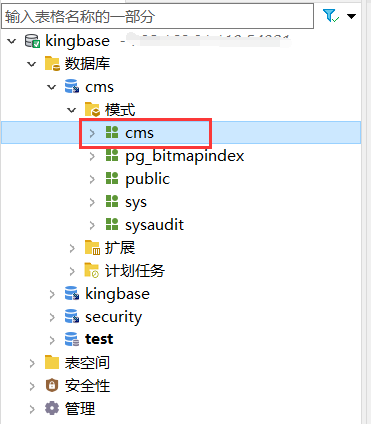 输入表格名称的一部分
kingbase
数据库
cms
模式
cms
pg_bitmapindex
public
sys
sysaudit
扩展
计划任务
kingbase
security
test
表空间
安全性
管理